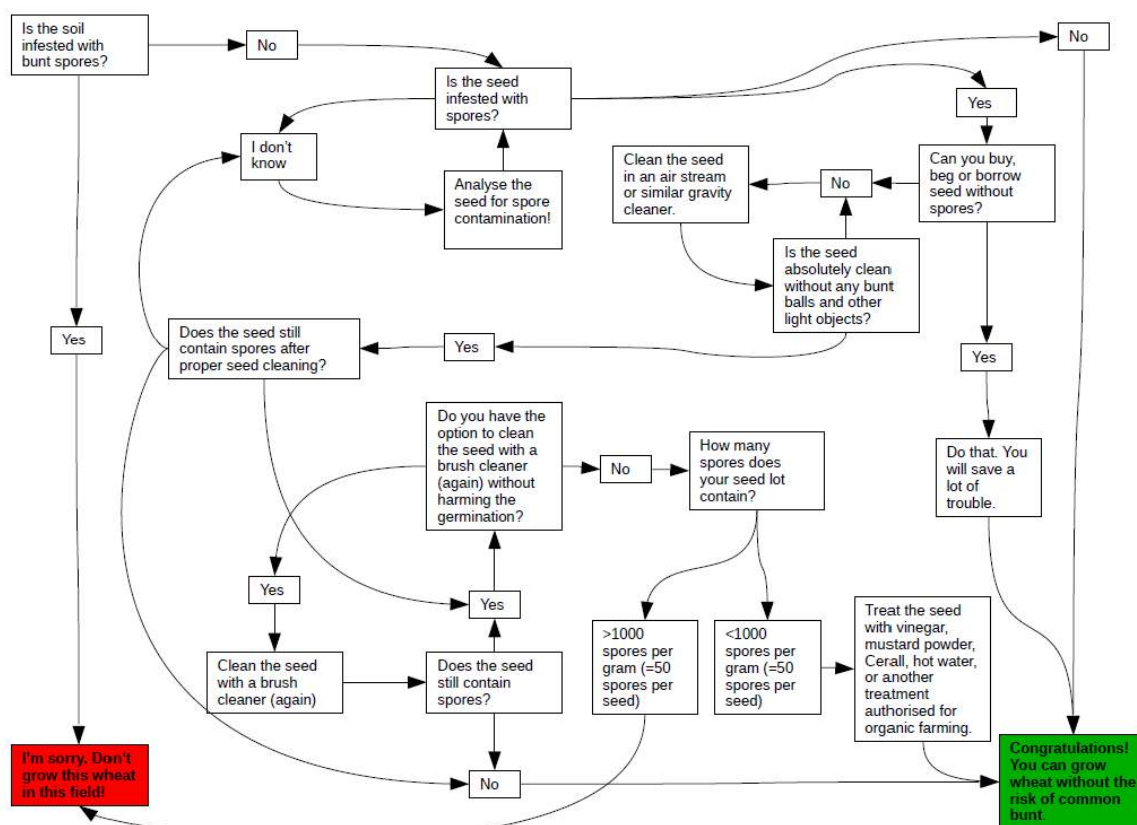 Is the soil
infested with
bunt spores?
No
No
Is the seed
infested with
spores?
Yes
I don't
know
Clean the seed
in an air stream
or similar gravity
cleaner.
No
Can you buy,
beg or borrow
seed without
spores?
Analyse the
seed for spore
contamination!
Is the seed
absolutely clean
without any bunt
balls and other
light objects?
Yes
Does the seed still
contain spores after
proper seed cleaning?
Yes
Yes
Do you have the
option to clean
the seed with a
brush cleaner
(again) without
harming the
germination?
No
How many
spores does
your seed lot
contain?
Do that. You
will save a
lot of
trouble.
Yes
Yes
Clean the seed
with a brush
cleaner (again)
Does the seed
still contain
spores?
>1000
spores per
gram (=50
spores per
seed)
<1000
spores per
gram (=50
spores per
seed)
Treat the seed
with vinegar,
mustard powder,
Cerall, hot water,
or another
treatment
authorised for
organic farming.
I'm sorry. Don't
grow this wheat
in this field!
No
Congratulations!
You can grow
wheat without the
risk of common
bunt.